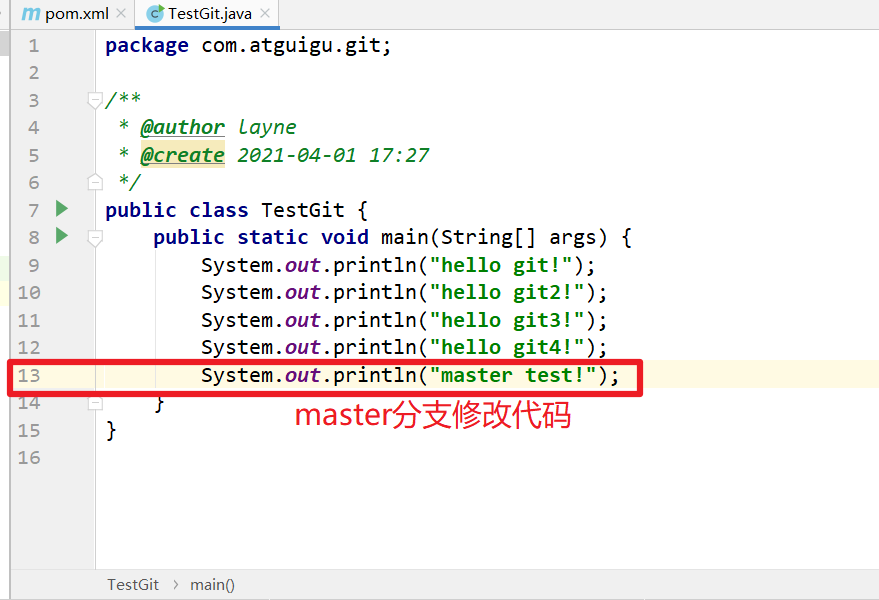 pom.xml TestGit.java
1 package com.atguigu.git;
2
3 /**
4 * @author layne
5 * @create 2021-04-01 17:27
6 */
7 public class TestGit {
8 public static void main(String[] args) {
9 System.out.println("hello git!");
10 System.out.println("hello git2!");
11 System.out.println("hello git3!");
12 System.out.println("hello git4!");
13 System.out.println("master test!");
14 }
master分支修改代码
15 }
16
TestGit > main()